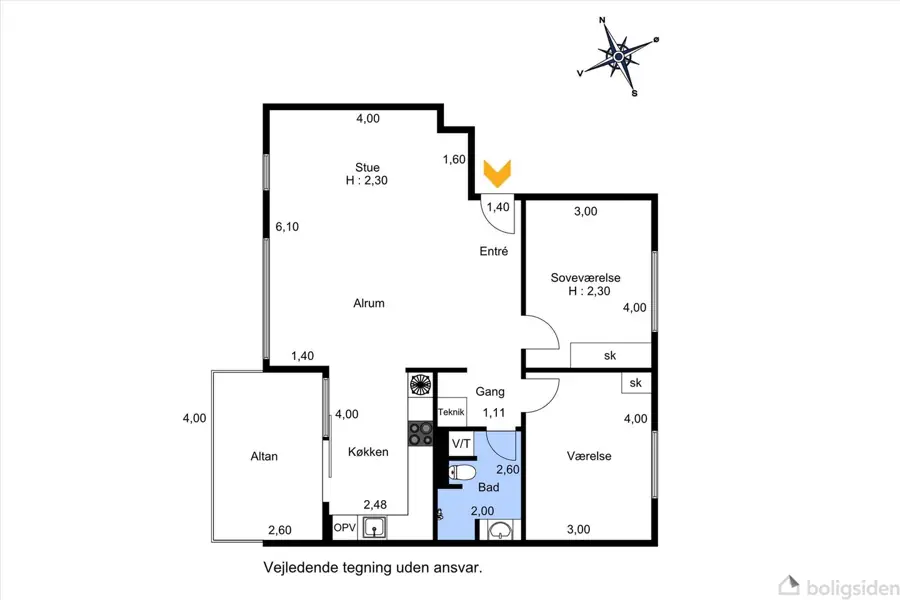 N
Ø
V
S
4,00
1,60
Stue
H : 2,30
1,40
3,00
6,10
Entré
Soveværelse
H : 2,30
4,00
Alrum
1,40
sk
sk
Gang
4,00
4,00
4,00
Teknik
1,11
V/T
Køkken
Altan
Værelse
2,60
Bad
2,48
2,00
2,60
OPV
3,00
Vejledende tegning uden ansvar.
boligsiden